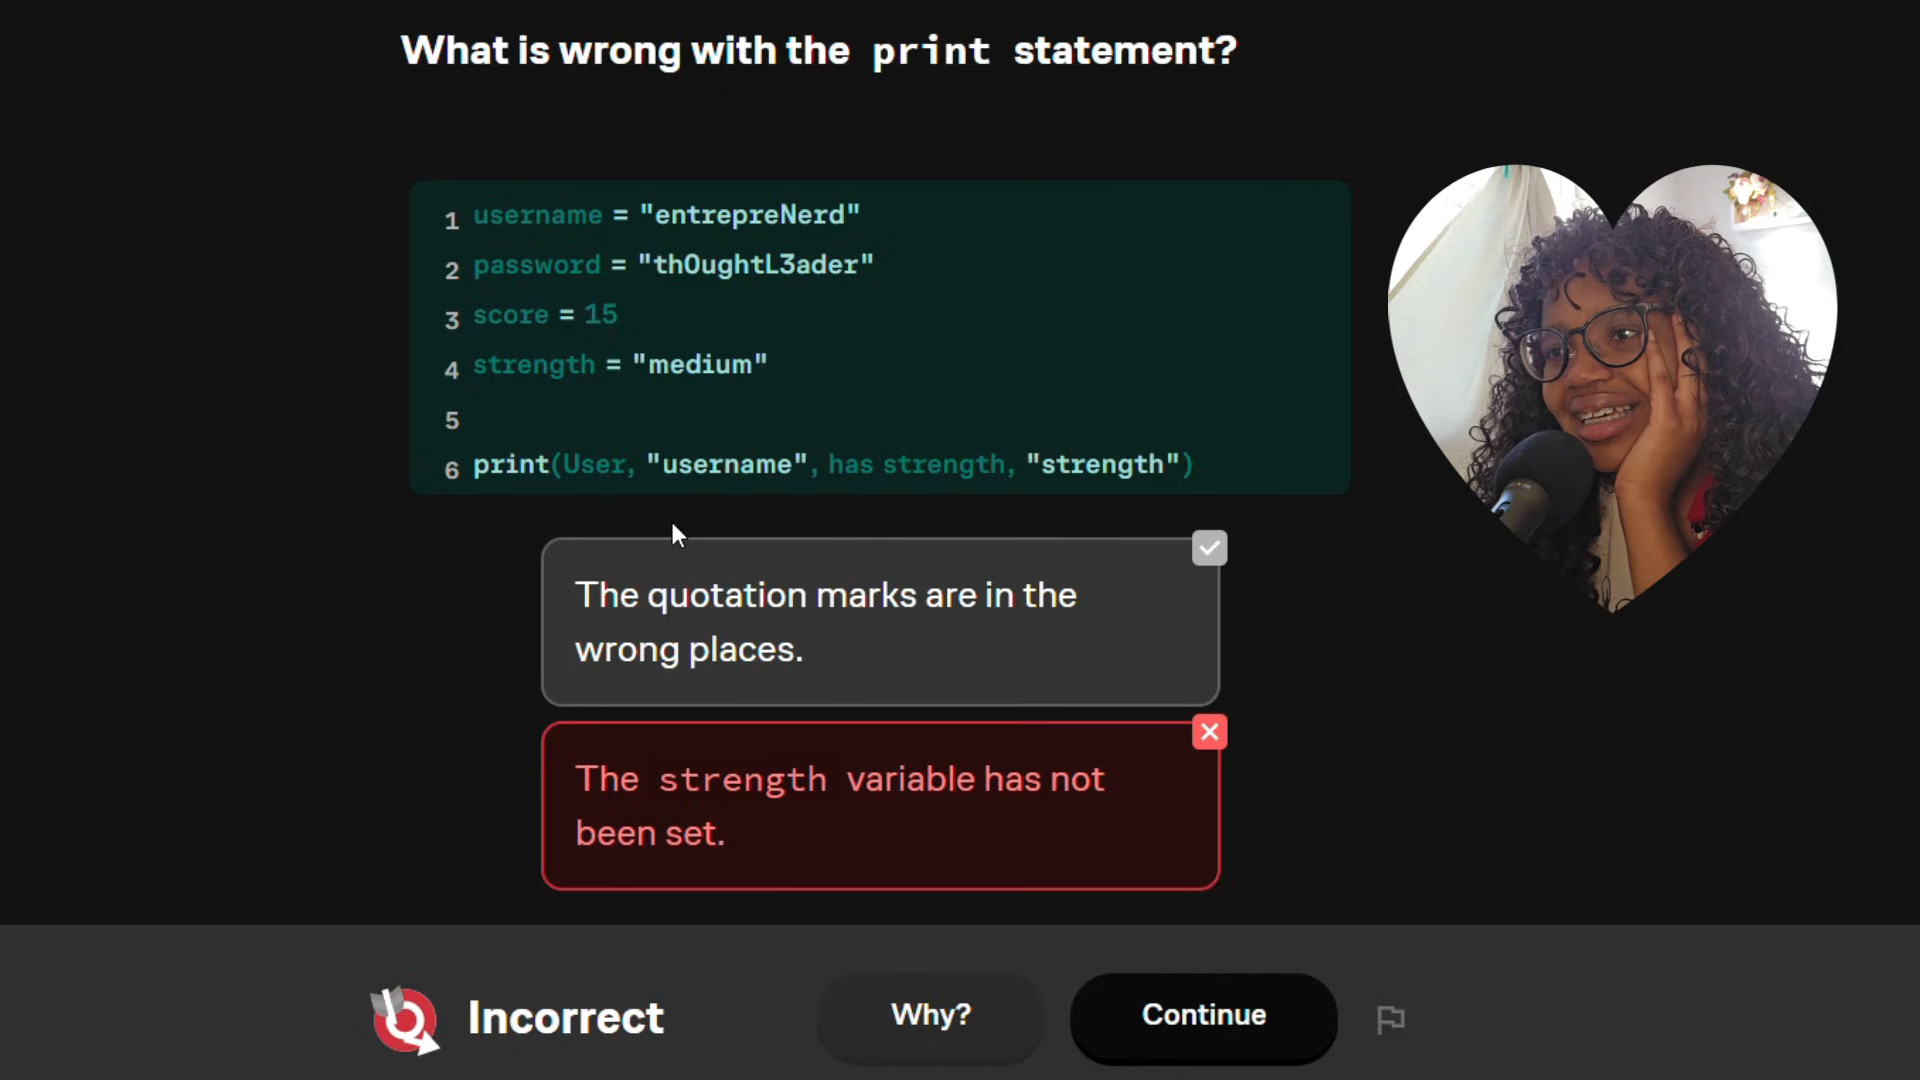 What is wrong with the print statement?
1 username = "entrepreNerd"
2 password = "th0ughtL3ader"
3 score = 15
4 strength = "medium"
5
6 print(User, "username", has strength, "strength")
The quotation marks are in the
wrong places.
The strength variable has not
been set.
Incorrect
Why?
Continue